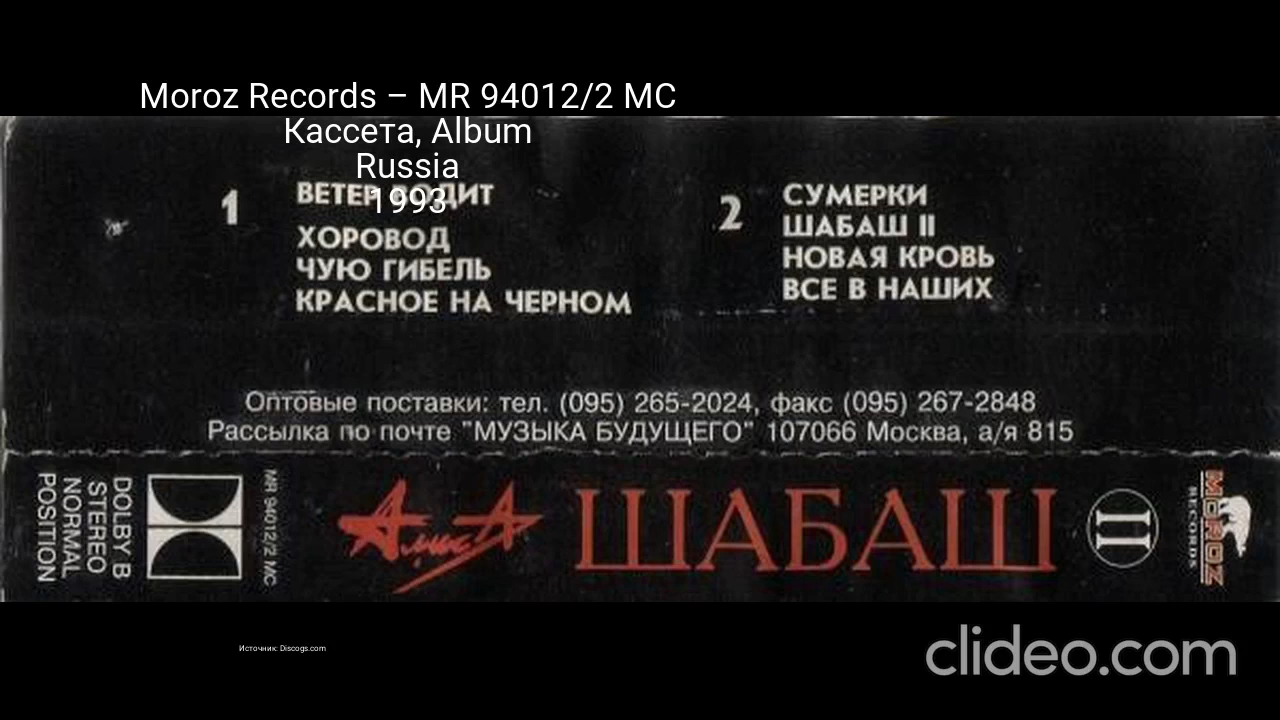 Moroz Records – MR 94012/2 MC
Кассета, Album
Russia
1993
1
ВЕТЕР ВОДИТ
ХОРОВОД
ЧУЮ ГИБЕЛЬ
КРАСНОЕ НА ЧЕРНОМ
2
СУМЕРКИ
ШАБАШ II
НОВАЯ КРОВЬ
ВСЕ В НАШИХ
Оптовые поставки: тел. (095) 265-2024, факс (095) 267-2848
Рассылка по почте "МУЗЫКА БУДУЩЕГО" 107066 Москва, а/я 815
DOLBY B
STEREO
NORMAL
POSITION
MR 94012/2 MC
АлисА
ШАБАШ
II
MOROZ
RECORDS
Источник: Discogs.com
clideo.com